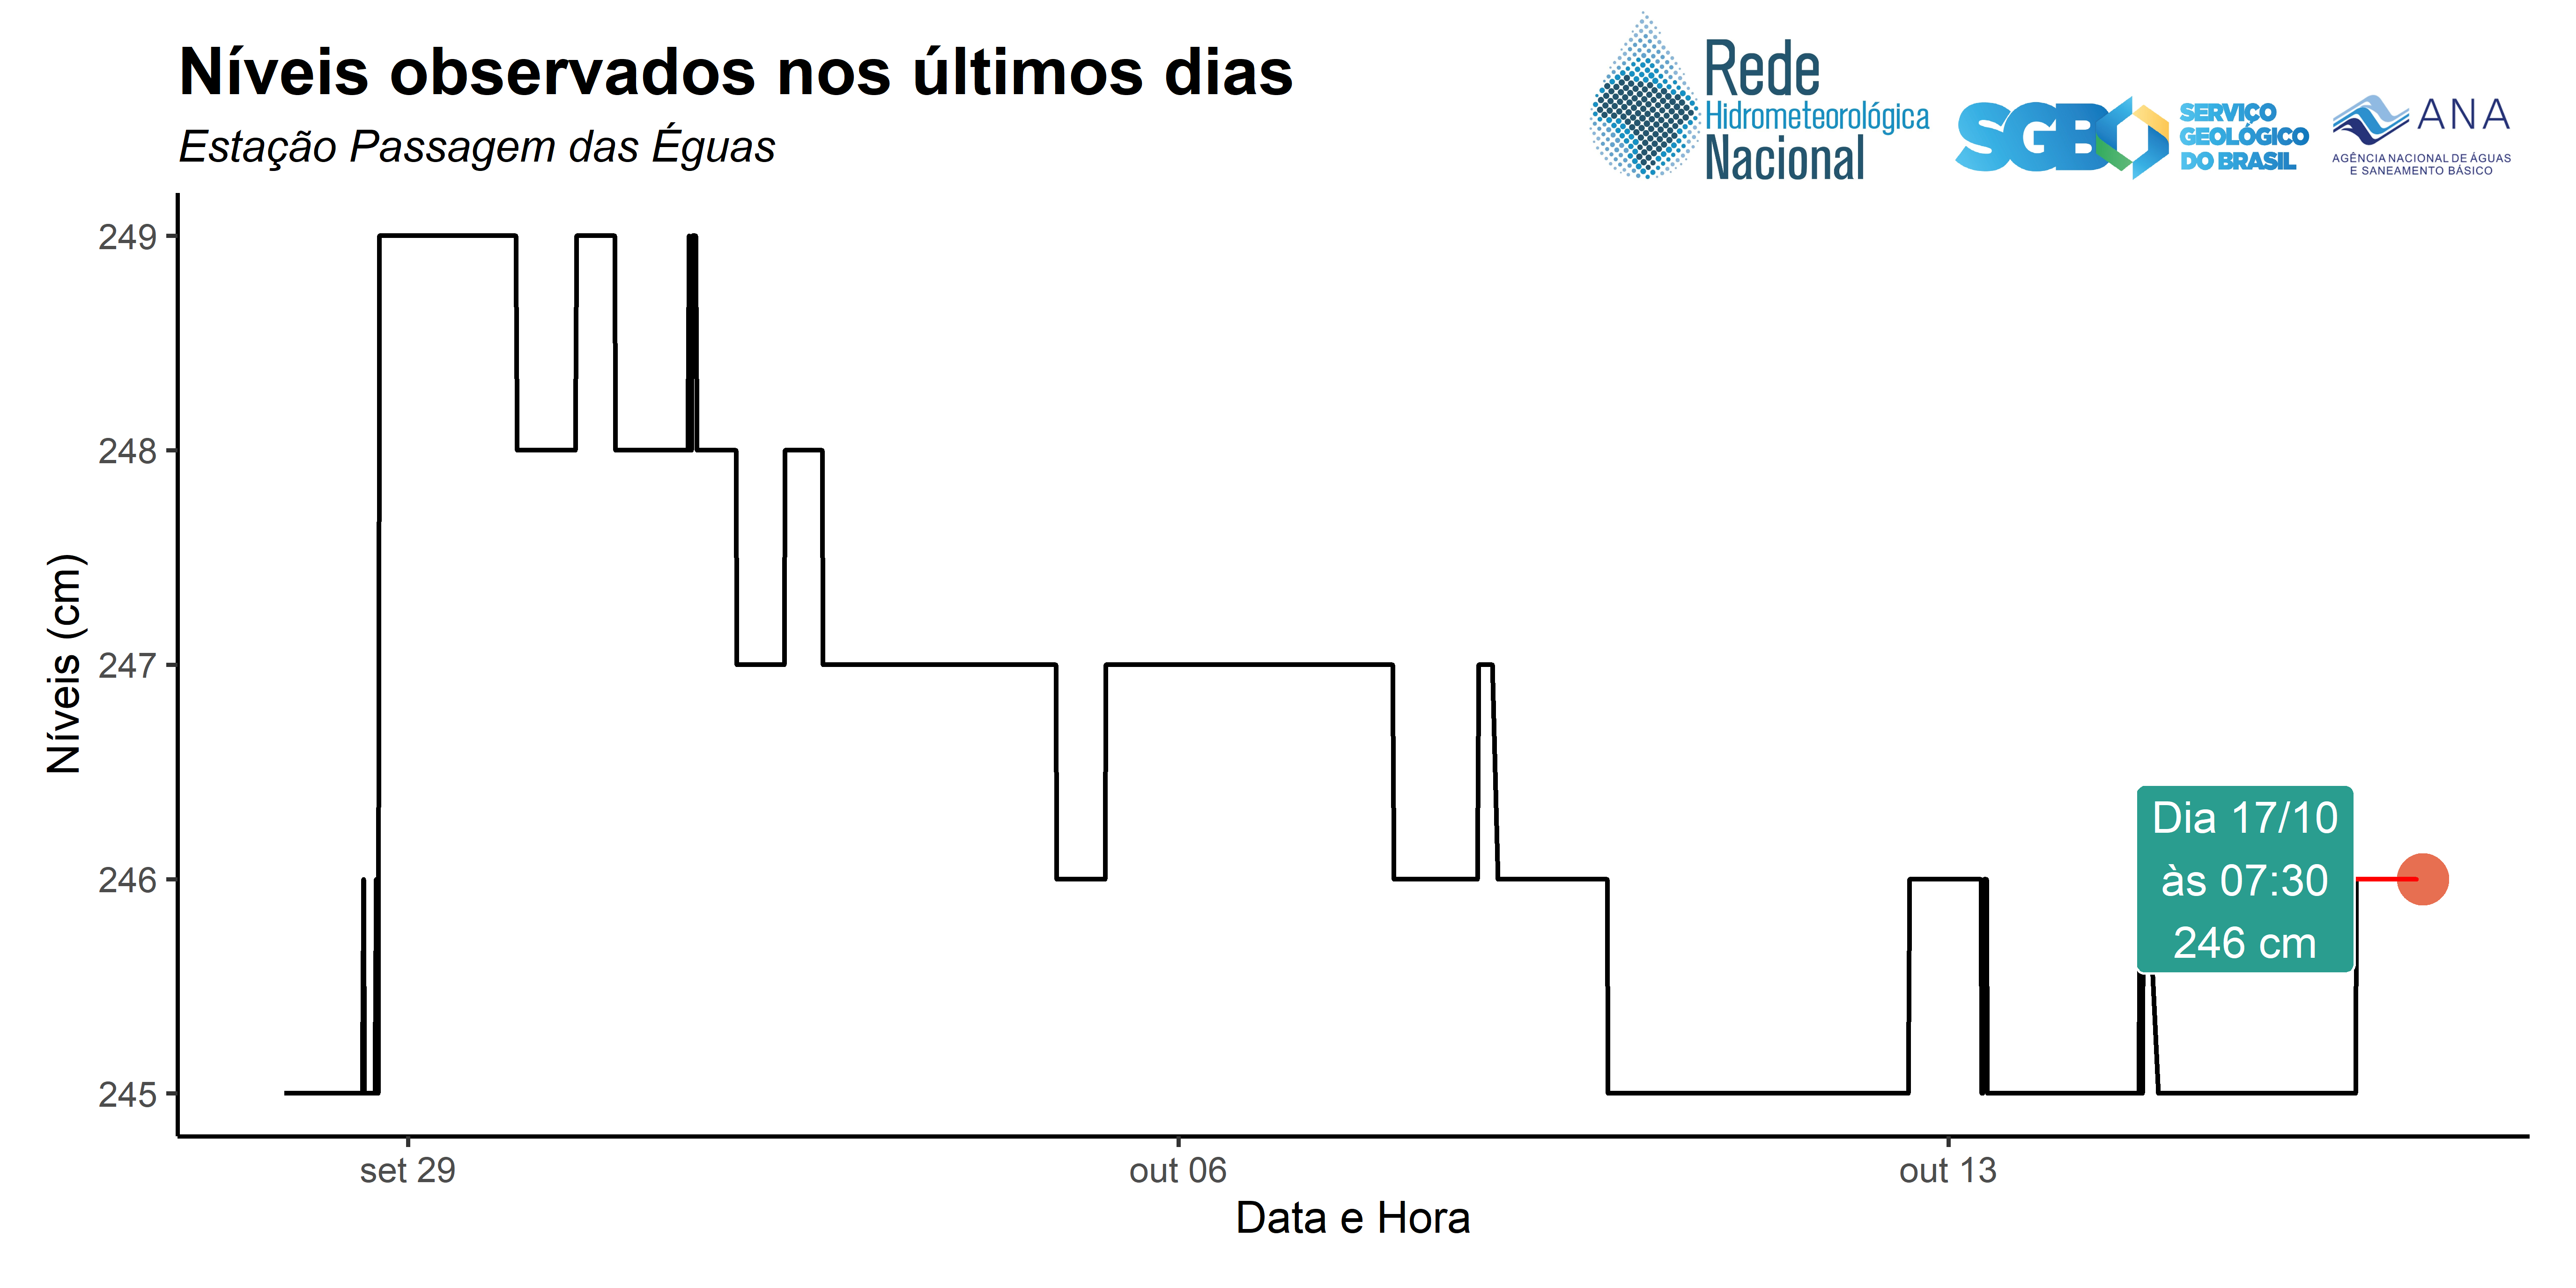 Níveis observados nos últimos dias
Estação Passagem das Éguas
Rede
Hidrometeorológica
Nacional
SGB
SERVIÇO
GEOLÓGICO
DO BRASIL
ANA
AGÊNCIA NACIONAL DE ÁGUAS
E SANEAMENTO BÁSICO
249
248
247
246
245
Níveis (cm)
Dia 17/10
às 07:30
246 cm
set 29
out 06
out 13
Data e Hora